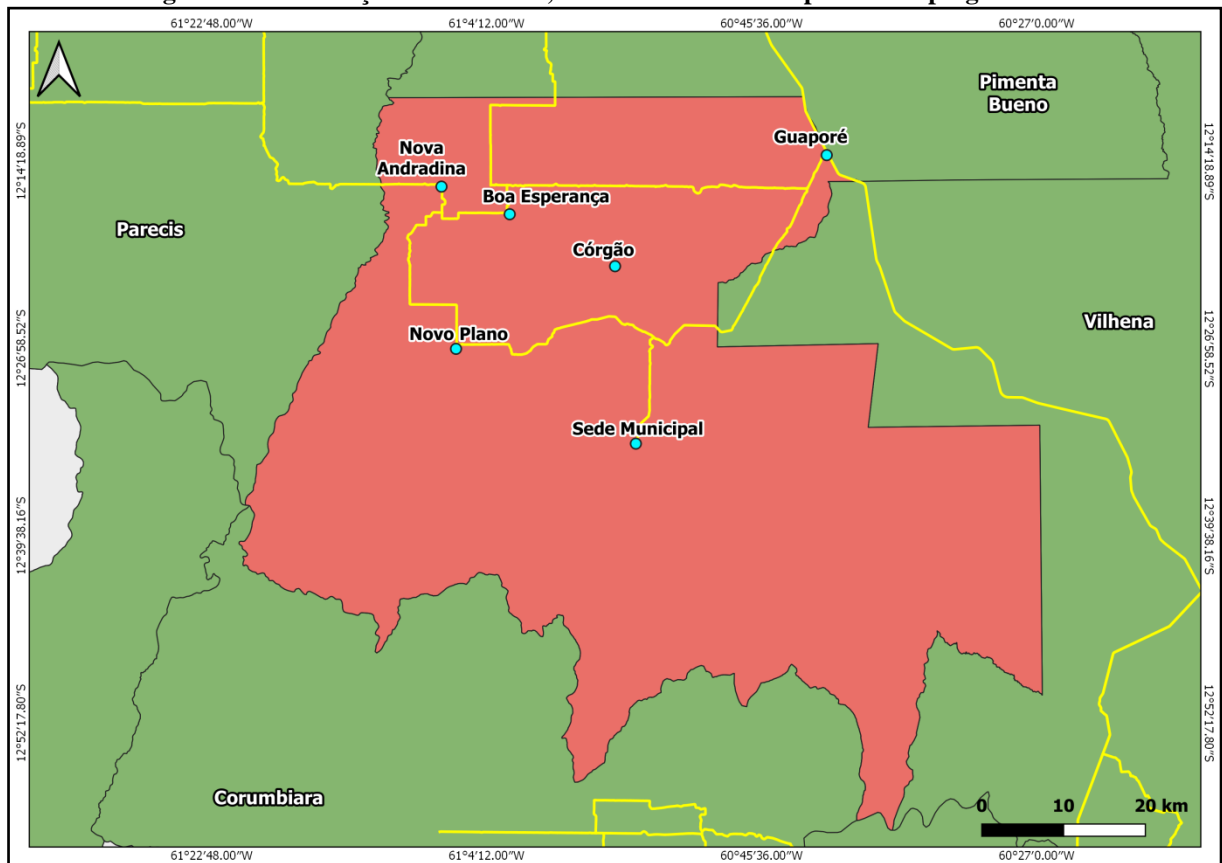 61°22′48.00″W 61°4′12.00″W 60°45′36.00″W 60°27′0.00″W
Pimenta
Bueno
12°14′18.89″S
Guaporé
12°14′18.89″S
Nova
Andradina
Boa Esperança
Parecis
Córgão
12°26′58.52″S
Novo Plano
Vilhena
12°26′58.52″S
Sede Municipal
12°39′38.16″S
12°39′38.16″S
12°52′17.80″S
12°52′17.80″S
Corumbiara
0 10 20 km
61°22′48.00″W 61°4′12.00″W 60°45′36.00″W 60°27′0.00″W